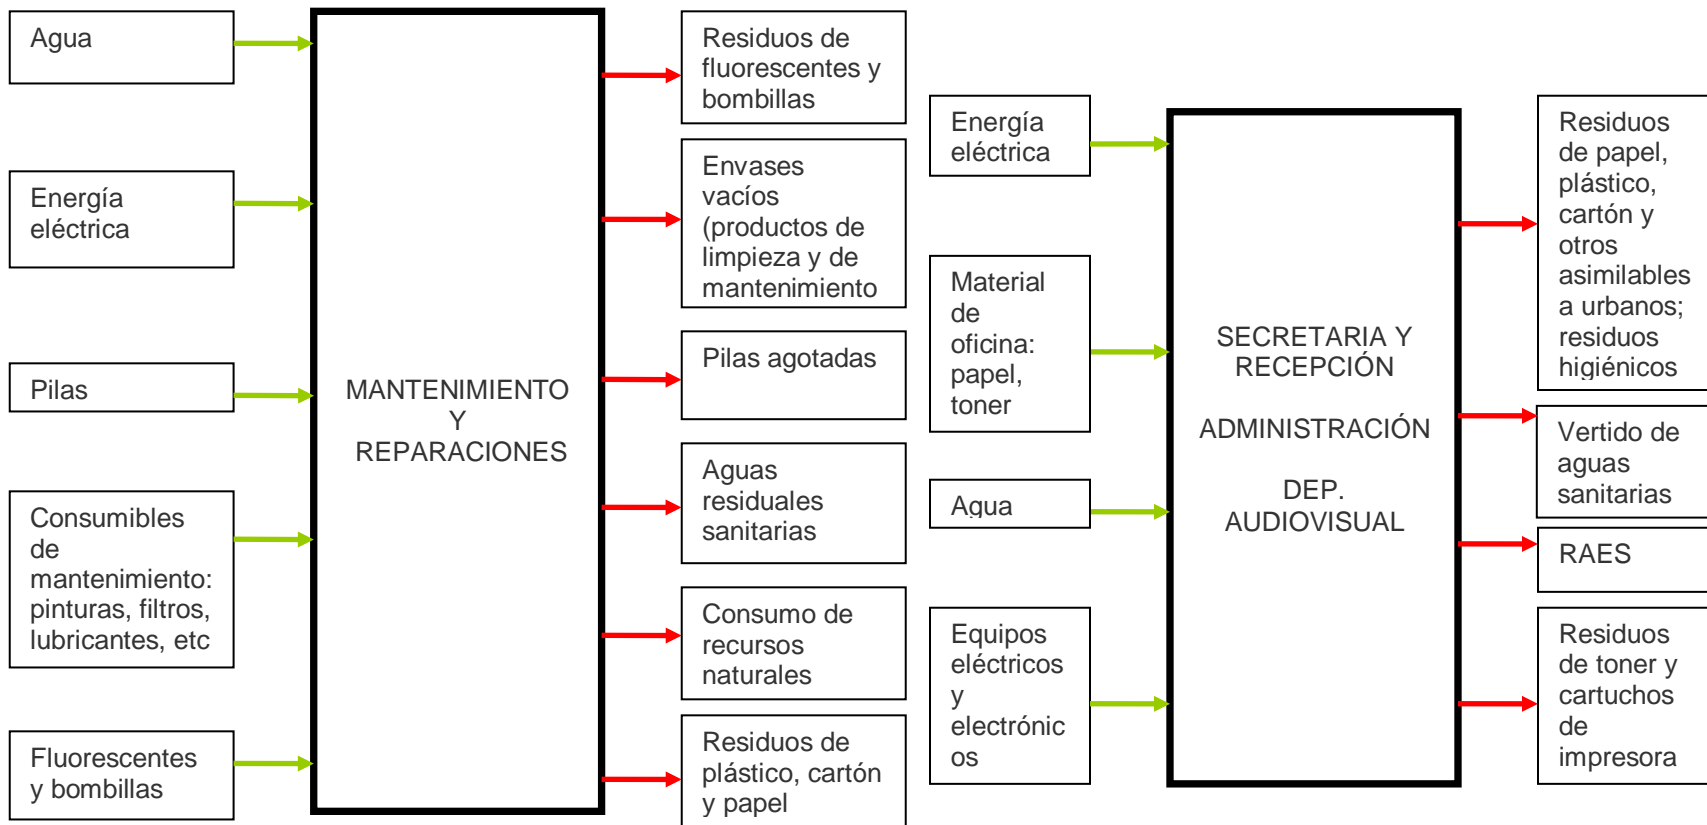 Agua
Energía
eléctrica
Pilas
Consumibles
de
mantenimiento:
pinturas, filtros,
lubricantes, etc
Fluorescentes
y bombillas
MANTENIMIENTO
Y
REPARACIONES
Residuos de
fluorescentes y
bombillas
Envases
vacíos
(productos de
limpieza y de
mantenimiento
Pilas agotadas
Aguas
residuales
sanitarias
Consumo de
recursos
naturales
Residuos de
plástico, cartón
y papel
Energía
eléctrica
Material
de
oficina:
papel,
toner
Agua
Equipos
eléctricos
y
electrónic
os
SECRETARIA Y
RECEPCIÓN
ADMINISTRACIÓN
DEP.
AUDIOVISUAL
Residuos
de papel,
plástico,
cartón y
otros
asimilables
a urbanos;
residuos
higiénicos
Vertido de
aguas
sanitarias
RAES
Residuos
de toner y
cartuchos
de
impresora